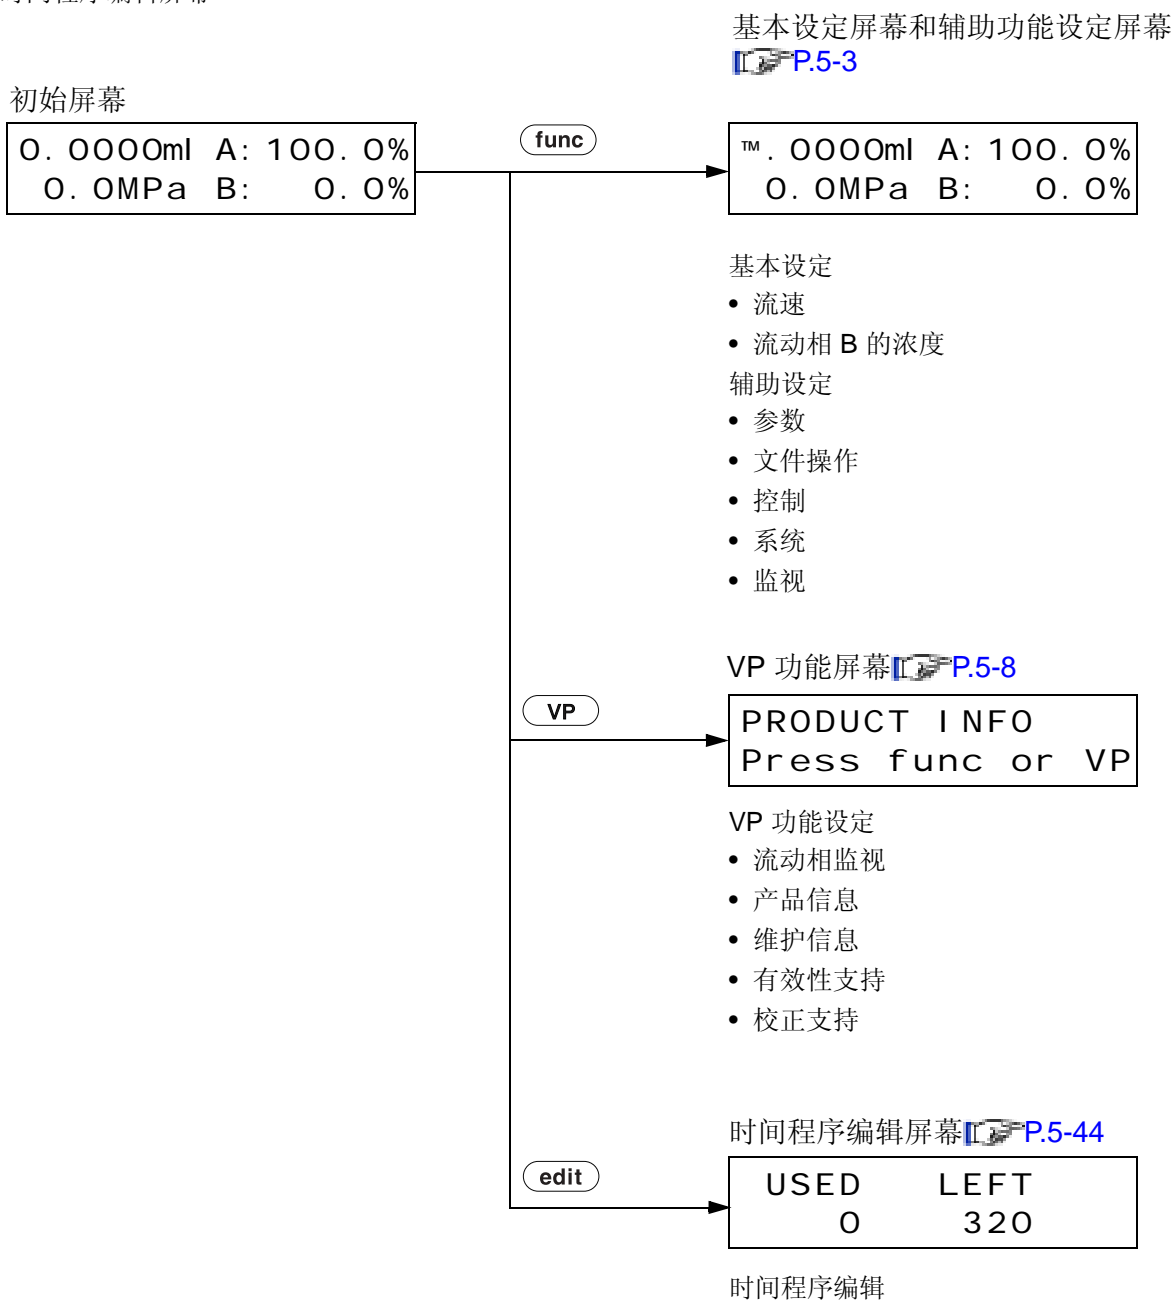 基本设定屏幕和辅助功能设定屏幕
P.5-3
初始屏幕
0.0000ml A:100.0%
0.0MPa B: 0.0%
func
™.0000ml A:100.0%
0.0MPa B: 0.0%
基本设定
• 流速
• 流动相 B 的浓度
辅助设定
• 参数
• 文件操作
• 控制
• 系统
• 监视
VP 功能屏幕 P.5-8
VP
PRODUCT INFO
Press func or VP
VP 功能设定
• 流动相监视
• 产品信息
• 维护信息
• 有效性支持
• 校正支持
时间程序编辑屏幕 P.5-44
edit
USED LEFT
0 320
时间程序编辑